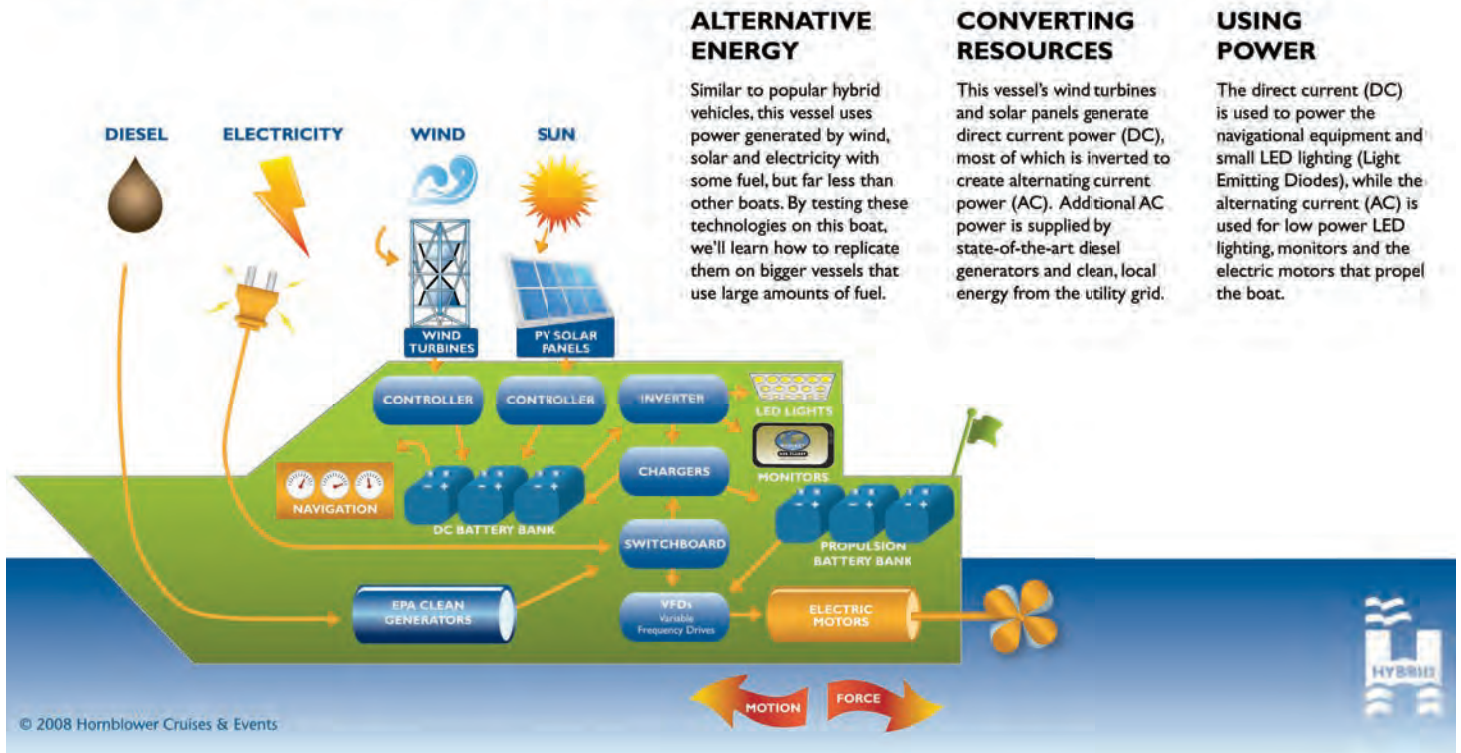 ALTERNATIVE
ENERGY
Similar to popular hybrid
vehicles, this vessel uses
power generated by wind,
solar and electricity with
some fuel, but far less than
other boats. By testing these
technologies on this boat,
we'll learn how to replicate
them on bigger vessels that
use large amounts of fuel.
CONVERTING
RESOURCES
This vessel's wind turbines
and solar panels generate
direct current power (DC),
most of which is inverted to
create alternating current
power (AC). Additional AC
power is supplied by
state-of-the-art diesel
generators and clean, local
energy from the utility grid.
USING
POWER
The direct current (DC)
is used to power the
navigational equipment and
small LED lighting (Light
Emitting Diodes), while the
alternating current (AC) is
used for low power LED
lighting, monitors and the
electric motors that propel
the boat.
DIESEL
ELECTRICITY
WIND
SUN
WIND
TURBINES
PV SOLAR
PANELS
CONTROLLER
CONTROLLER
INVERTER
LED LIGHTS
CHARGERS
MONITORS
NAVIGATION
DC BATTERY BANK
SWITCHBOARD
PROPULSION
BATTERY BANK
EPA CLEAN
GENERATORS
VFDs
Variable
Frequency Drives
ELECTRIC
MOTORS
MOTION
FORCE
HYBRID
© 2008 Hornblower Cruises & Events